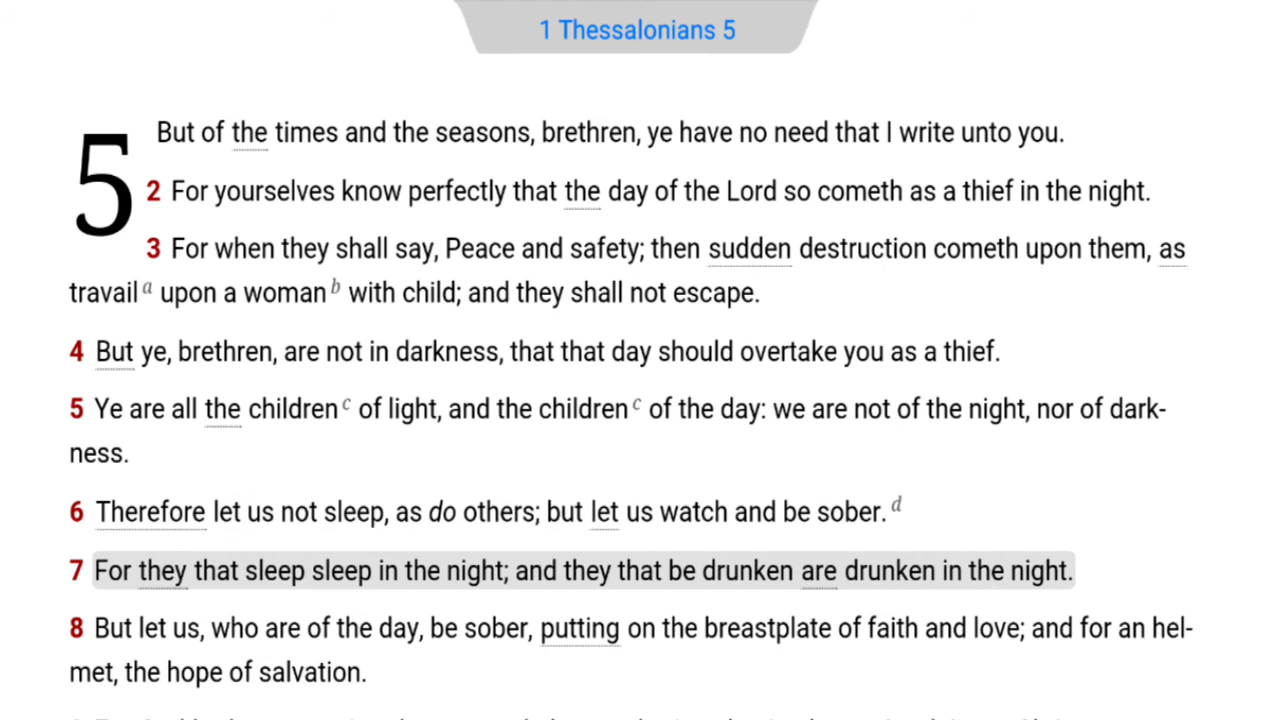 1 Thessalonians 5
5 But of the times and the seasons, brethren, ye have no need that I write unto you.
2 For yourselves know perfectly that the day of the Lord so cometh as a thief in the night.
3 For when they shall say, Peace and safety; then sudden destruction cometh upon them, as
travail a upon a woman b with child; and they shall not escape.
4 But ye, brethren, are not in darkness, that that day should overtake you as a thief.
5 Ye are all the children c of light, and the children c of the day: we are not of the night, nor of dark-
ness.
6 Therefore let us not sleep, as do others; but let us watch and be sober. d
7 For they that sleep sleep in the night; and they that be drunken are drunken in the night.
8 But let us, who are of the day, be sober, putting on the breastplate of faith and love; and for an hel-
met, the hope of salvation.